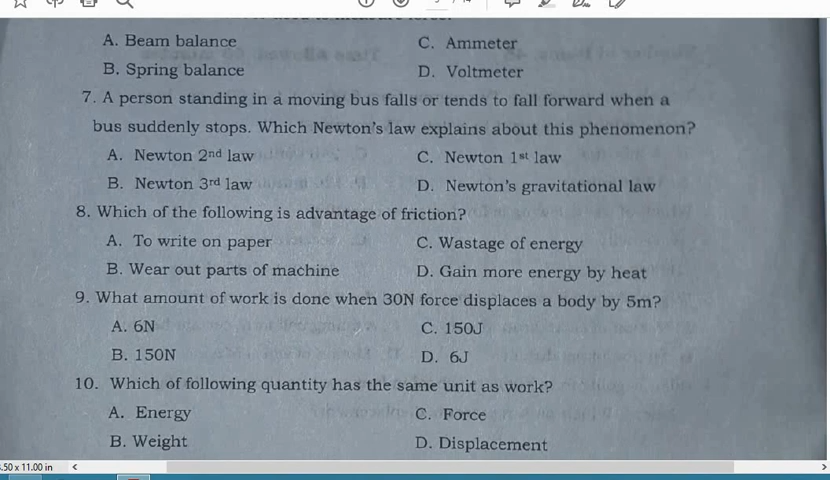 A. Beam balance
C. Ammeter
B. Spring balance
D. Voltmeter
7. A person standing in a moving bus falls or tends to fall forward when a
bus suddenly stops. Which Newton's law explains about this phenomenon?
A. Newton 2nd law
C. Newton 1st law
B. Newton 3rd law
D. Newton's gravitational law
8. Which of the following is advantage of friction?
A. To write on paper
C. Wastage of energy
B. Wear out parts of machine
D. Gain more energy by heat
9. What amount of work is done when 30N force displaces a body by 5m?
A. 6N
C. 150J
B. 150N
D. 6J
10. Which of following quantity has the same unit as work?
A. Energy
C. Force
B. Weight
D. Displacement
.50 x 11.00 in